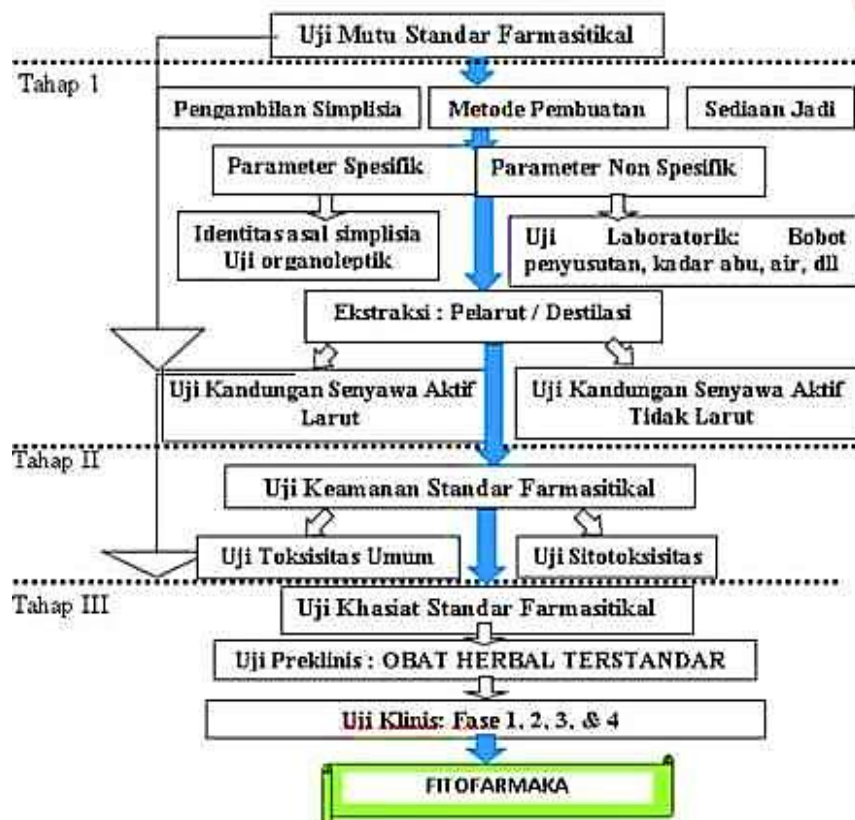 Uji Mutu Standar Farmasitikal
Tahap 1
Pengambilan Simplisia
Metode Pembuatan
Sediaan Jadi
Parameter Spesifik
Parameter Non Spesifik
Identitas asal simplisia
Uji organoleptik
Uji Laboratorik: Bobot
penyusutan, kadar abu, air, dll
Ekstraksi : Pelarut / Destilasi
Uji Kandungan Senyawa Aktif
Larut
Uji Kandungan Senyawa Aktif
Tidak Larut
Tahap II
Uji Keamanan Standar Farmasitikal
Uji Toksisitas Umum
Uji Sitotoksisitas
Tahap III
Uji Khasiat Standar Farmasitikal
Uji Preklinis : OBAT HERBAL TERSTANDAR
Uji Klinis: Fase 1, 2, 3, & 4
FITOFARMAKA